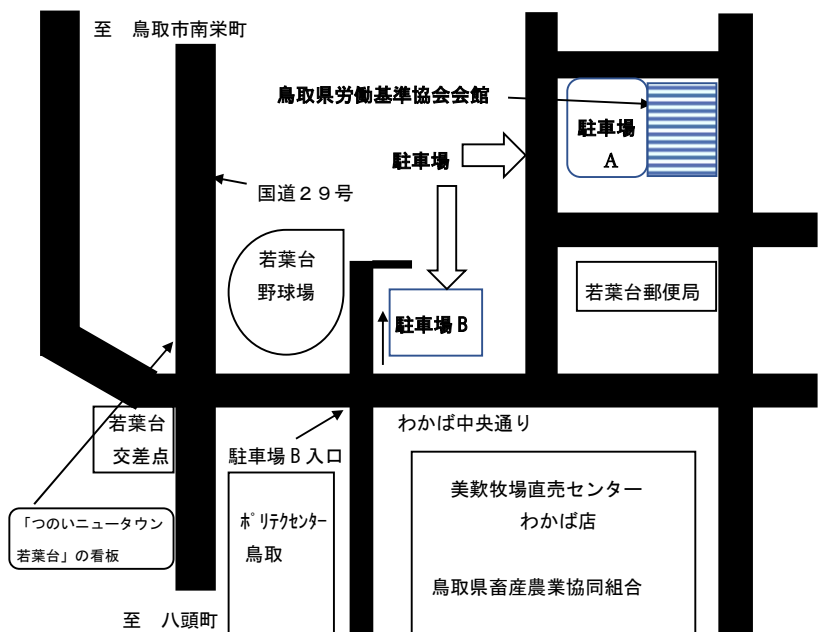 至　鳥取市南栄町
鳥取県労働基準協会会館
駐車場
A
駐車場
国道２９号
若葉台
野球場
若葉台郵便局
駐車場 B
若葉台
交差点
わかば中央通り
駐車場 B 入口
美歎牧場直売センター
わかば店
鳥取県畜産農業協同組合
ﾎﾟﾘﾃｸｾﾝﾀｰ
鳥取
「つのいニュータウン
若葉台」の看板
至　八頭町